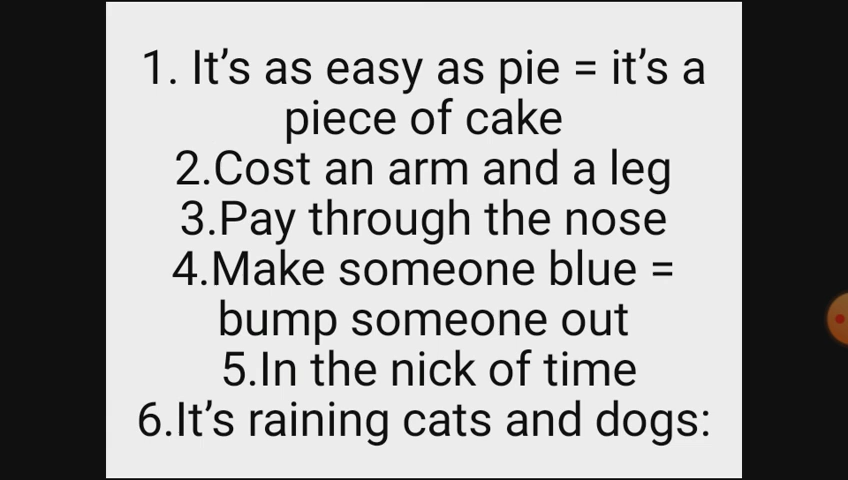 1. It’s as easy as pie = it’s a
piece of cake
2.Cost an arm and a leg
3.Pay through the nose
4.Make someone blue =
bump someone out
5.In the nick of time
6.It’s raining cats and dogs: